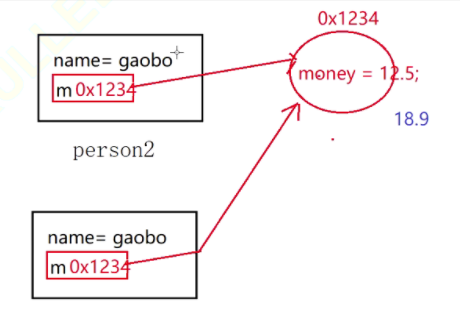 0x1234
name= gaobo
m 0x1234
money = 12.5;
18.9
person2
name= gaobo
m 0x1234